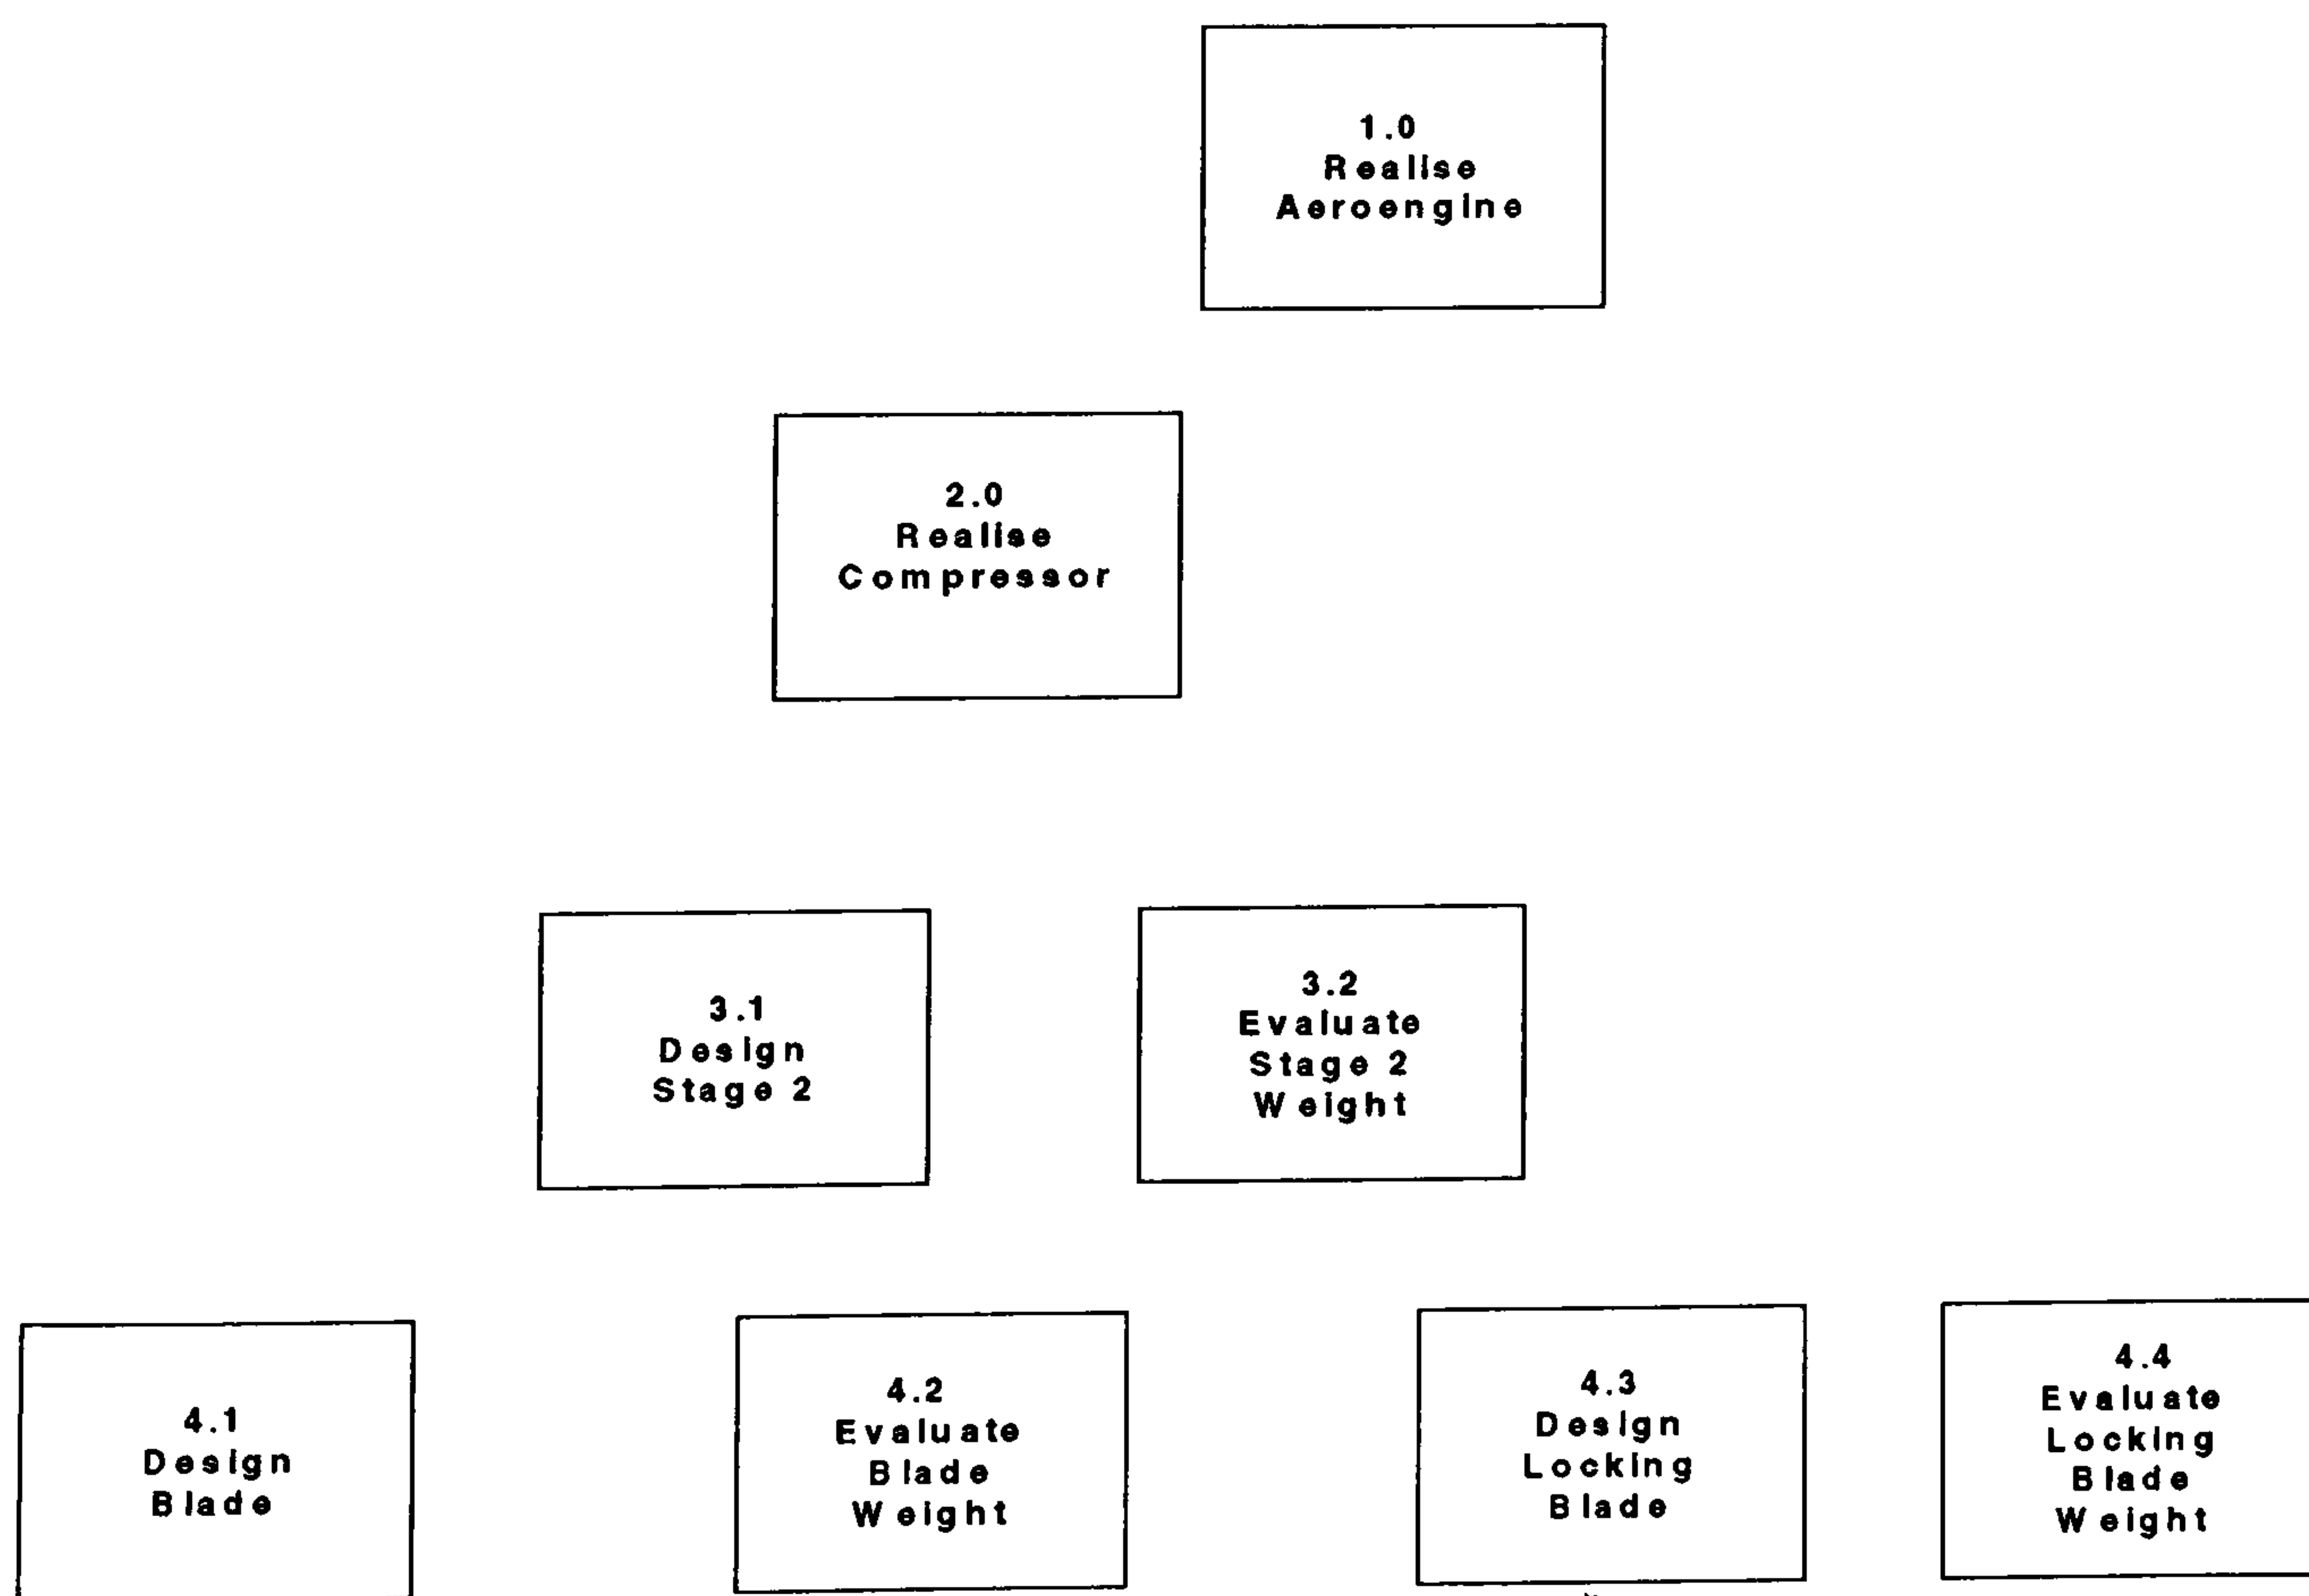 1.0
Realise
Aeroengine
2.0
Realise
Compressor
3.1
Design
Stage 2
3.2
Evaluate
Stage 2
Weight
4.1
Design
Blade
4.2
Evaluate
Blade
Weight
4.3
Design
Locking
Blade
4.4
Evaluate
Locking
Blade
Weight